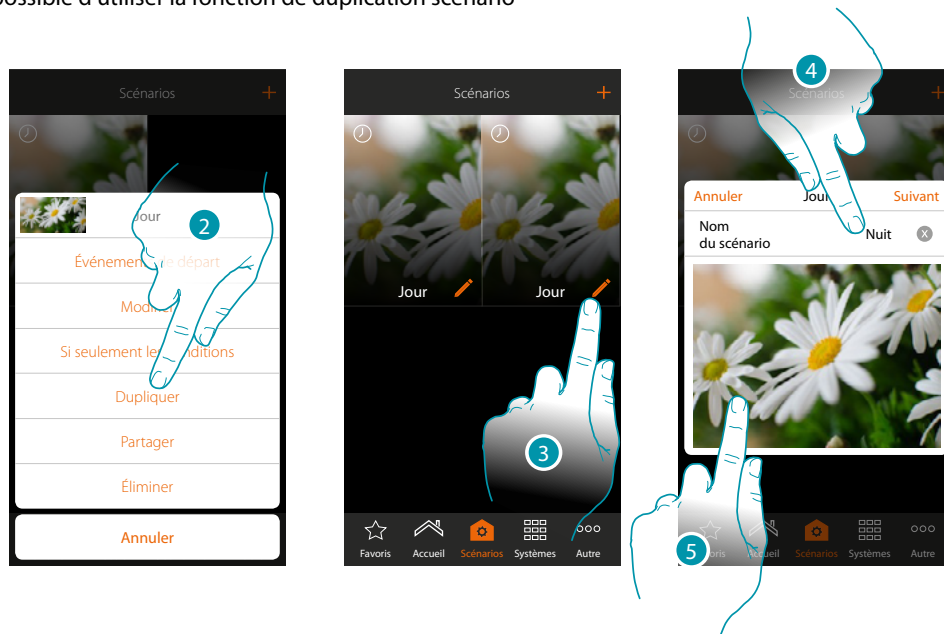 possible d'utiliser la fonction de duplication scénario
Scénarios +
Jour
2
Événement de départ
Modifier
Si seulement les conditions
Dupliquer
Partager
Éliminer
Annuler
Scénarios +
Jour
Jour
3
Favoris Accueil Scénarios Systèmes Autre
4
Scénarios +
Annuler Jour Suivant
Nom
du scénario
Nuit X
5
Favoris Accueil Scénarios Systèmes Autre